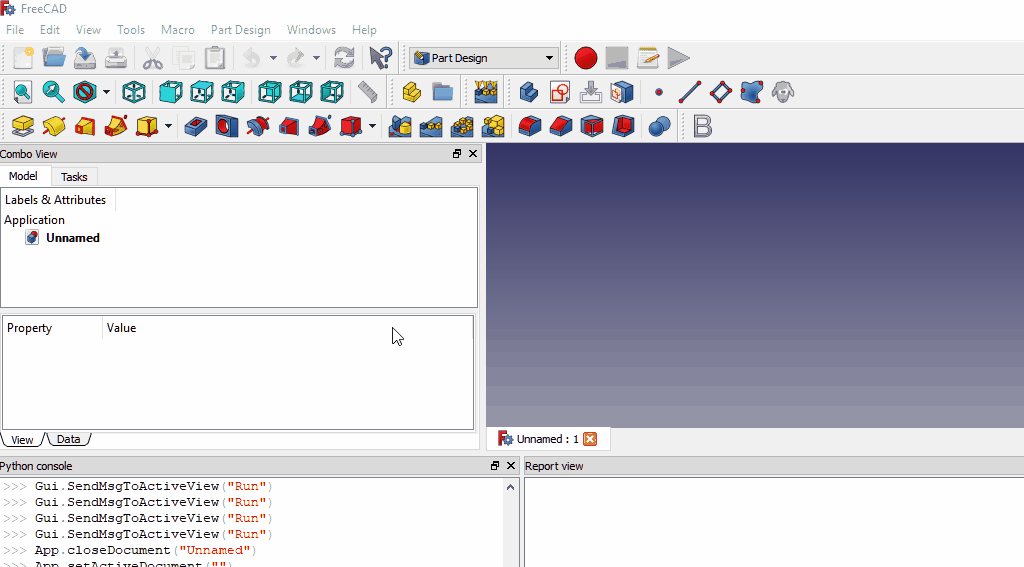 FreeCAD
File Edit View Tools Macro Part Design Windows Help
Part Design
B
Combo View
Model Tasks
Labels & Attributes
Application
Unnamed
Property Value
View Data
Unnamed : 1
Python console
Report view
>>> Gui.SendMsgToActiveView("Run")
>>> Gui.SendMsgToActiveView("Run")
>>> Gui.SendMsgToActiveView("Run")
>>> Gui.SendMsgToActiveView("Run")
>>> App.closeDocument("Unnamed")
>>> App.setActiveDocument("")